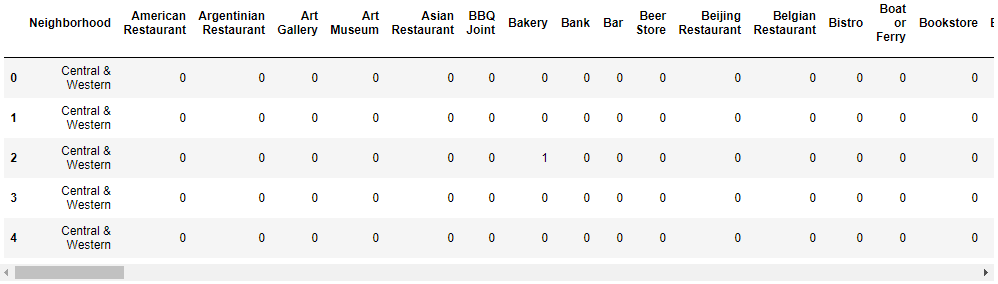 Neighborhood American Restaurant Argentinian Restaurant Art Gallery Art Museum Asian Restaurant BBQ Joint Bakery Bank Bar Beer Store Beijing Restaurant Belgian Restaurant Bistro Boat or Ferry Bookstore E
0 Central & Western 0 0 0 0 0 0 0 0 0 0 0 0 0 0 0
1 Central & Western 0 0 0 0 0 0 0 0 0 0 0 0 0 0 0
2 Central & Western 0 0 0 0 0 0 1 0 0 0 0 0 0 0 0
3 Central & Western 0 0 0 0 0 0 0 0 0 0 0 0 0 0 0
4 Central & Western 0 0 0 0 0 0 0 0 0 0 0 0 0 0 0